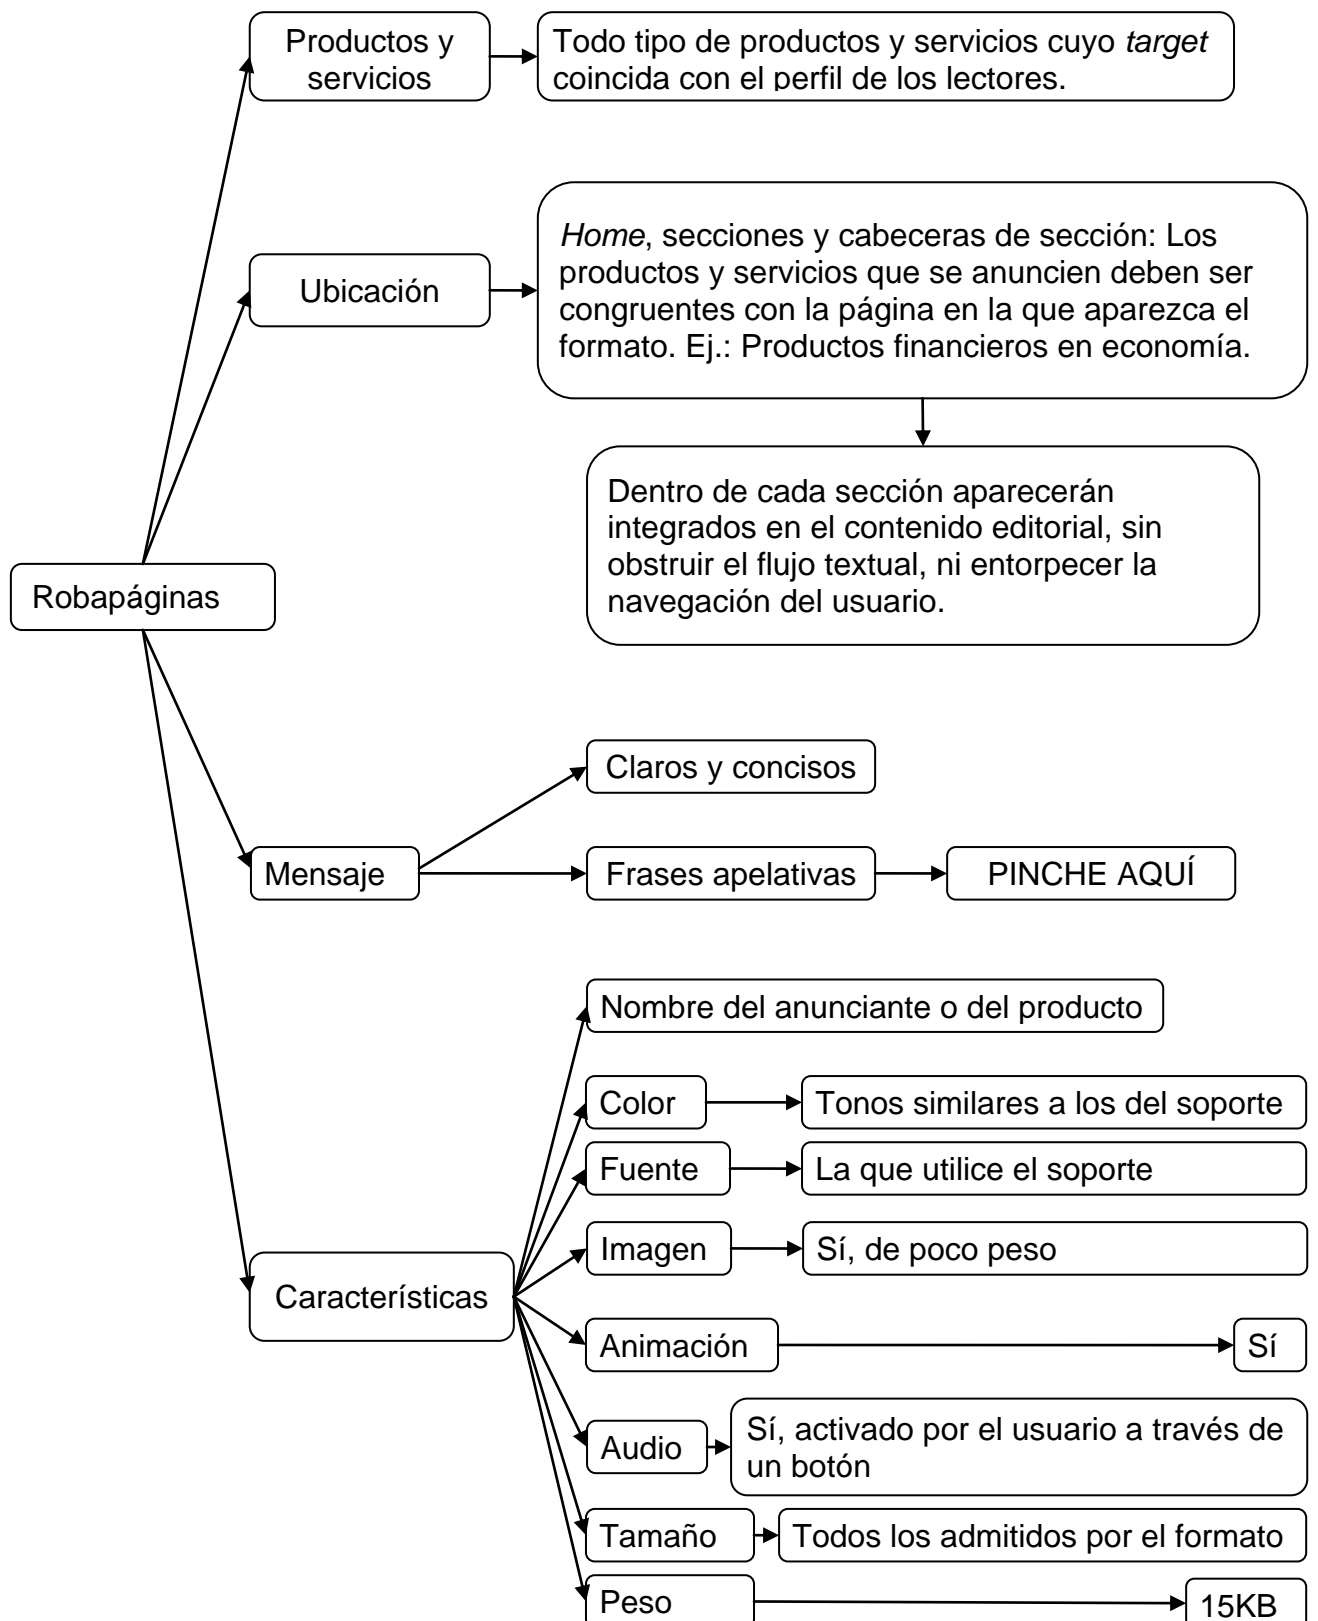 Productos y
servicios
Todo tipo de productos y servicios cuyo target
coincida con el perfil de los lectores.
Ubicación
Home, secciones y cabeceras de sección: Los
productos y servicios que se anuncien deben ser
congruentes con la página en la que aparezca el
formato. Ej.: Productos financieros en economía.
Dentro de cada sección aparecerán
integrados en el contenido editorial, sin
obstruir el flujo textual, ni entorpecer la
navegación del usuario.
Robapáginas
Claros y concisos
Mensaje
Frases apelativas
PINCHE AQUÍ
Nombre del anunciante o del producto
Color
Tonos similares a los del soporte
Fuente
La que utilice el soporte
Imagen
Sí, de poco peso
Características
Animación
Sí
Audio
Sí, activado por el usuario a través de
un botón
Tamaño
Todos los admitidos por el formato
Peso
15KB